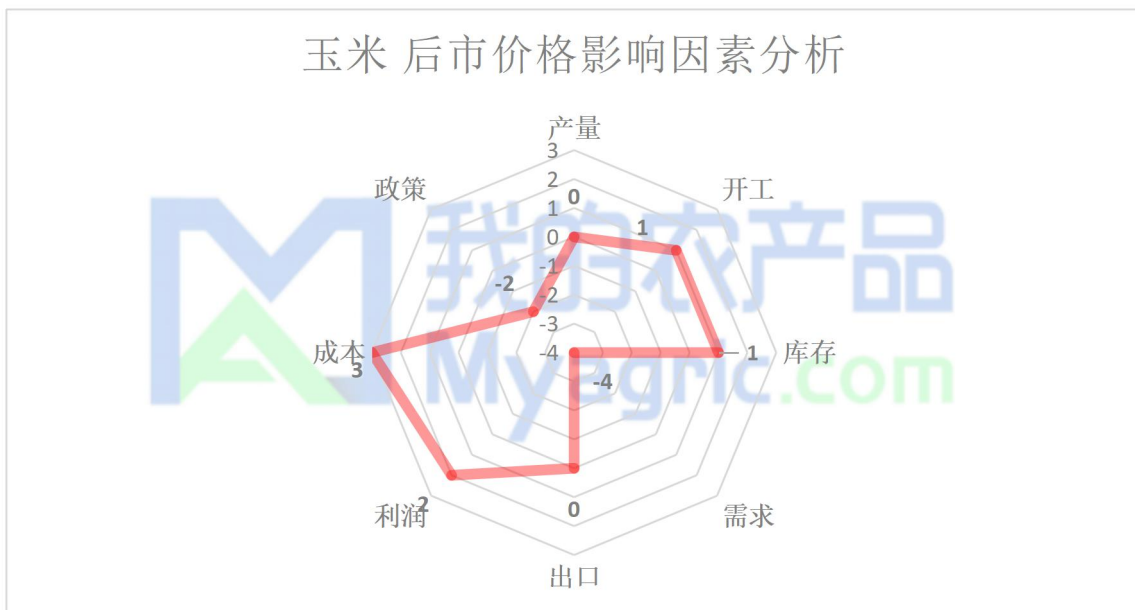 玉米 后市价格影响因素分析
产量
3
2
1
0
-1
-2
-3
-4
0
开工
1
库存
1
需求
-4
出口
0
利润
2
成本
3
政策
-2
我的农产品
Myagric.com